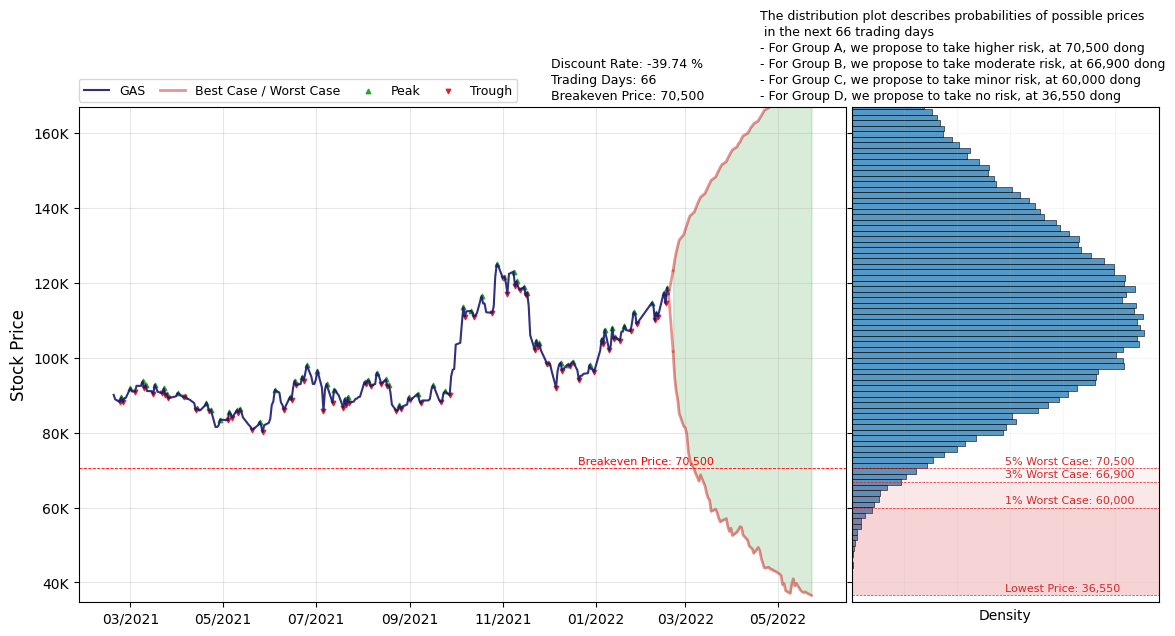 The distribution plot describes probabilities of possible prices
in the next 66 trading days
- For Group A, we propose to take higher risk, at 70,500 dong
- For Group B, we propose to take moderate risk, at 66,900 dong
- For Group C, we propose to take minor risk, at 60,000 dong
- For Group D, we propose to take no risk, at 36,550 dong
Discount Rate: -39.74 %
Trading Days: 66
Breakeven Price: 70,500
GAS
Best Case / Worst Case
Peak
Trough
Stock Price
160K
140K
120K
100K
80K
60K
40K
Breakeven Price: 70,500
03/2021
05/2021
07/2021
09/2021
11/2021
01/2022
03/2022
05/2022
5% Worst Case: 70,500
3% Worst Case: 66,900
1% Worst Case: 60,000
Lowest Price: 36,550
Density